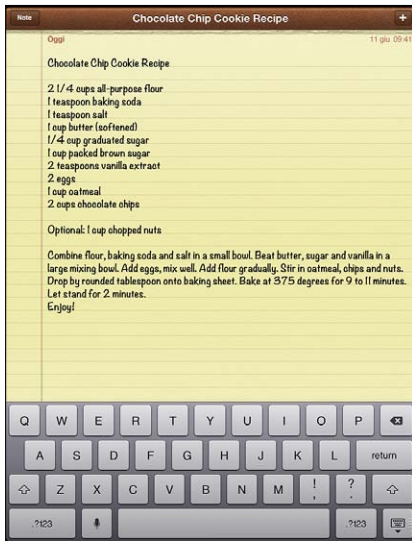 Note
Chocolate Chip Cookie Recipe
+
Oggi
11 giu 09:41
Chocolate Chip Cookie Recipe
2 1/4 cups all-purpose flour
1 teaspoon baking soda
1 teaspoon salt
1 cup butter (softened)
1/4 cup graduated sugar
1 cup packed brown sugar
2 teaspoons vanilla extract
2 eggs
1 cup oatmeal
2 cups chocolate chips
Optional: 1 cup chopped nuts
Combine flour, baking soda and salt in a small bowl. Beat butter, sugar and vanilla in a
large mixing bowl. Add eggs, mix well. Add flour gradually. Stir in oatmeal, chips and nuts.
Drop by rounded tablespoon onto baking sheet. Bake at 375 degrees for 9 to 11 minutes.
Let stand for 2 minutes.
Enjoy!
Q W E R T Y U I O P
A S D F G H J K L return
Z X C V B N M ! , ? .
.?123 .?123